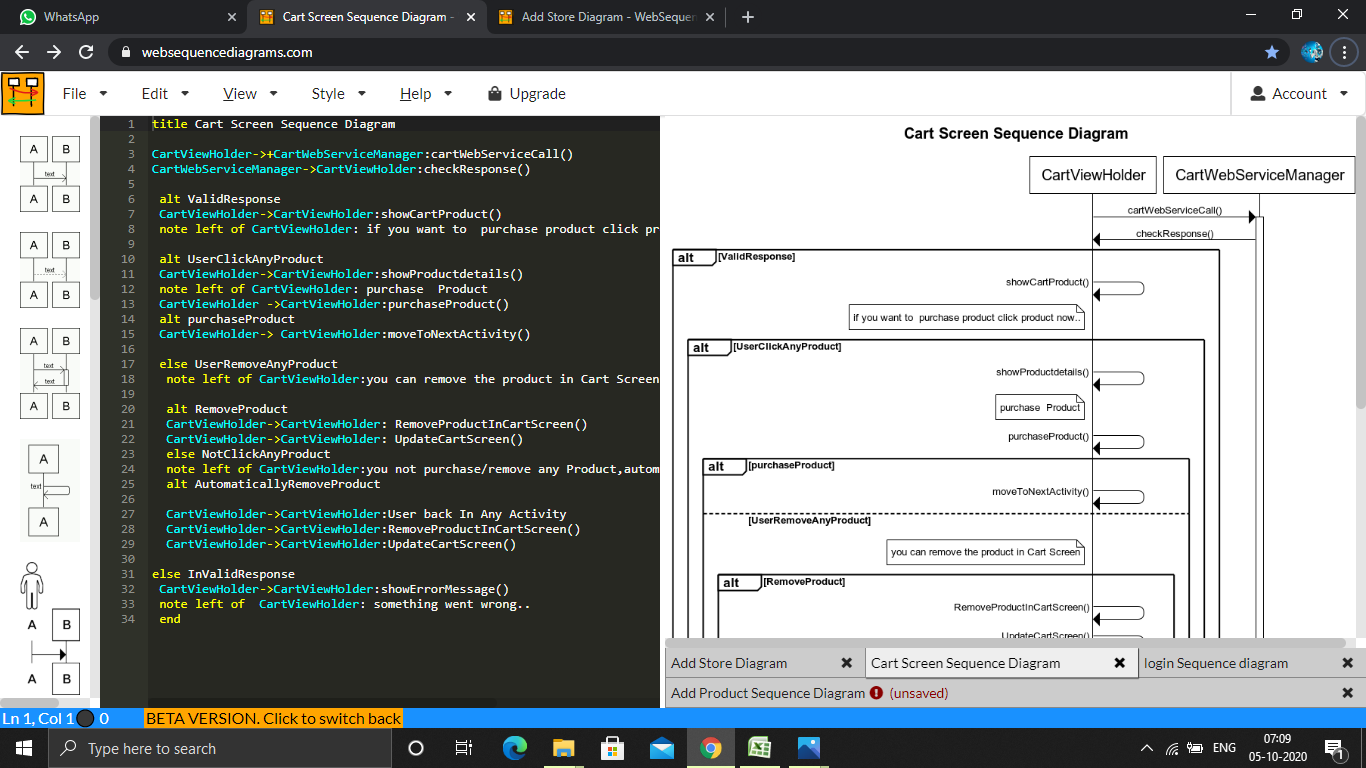 WhatsApp
Cart Screen Sequence Diagram -
Add Store Diagram - WebSequen
websequencediagrams.com
File Edit View Style Help Upgrade Account
A B
text
A B
A B
text
A B
A B
text
text
A B
A
text
A
A B
A B
1 title Cart Screen Sequence Diagram
2
3 CartViewHolder->+CartWebServiceManager:cartWebServiceCall()
4 CartWebServiceManager->CartViewHolder:checkResponse()
5
6 alt ValidResponse
7 CartViewHolder->CartViewHolder:showCartProduct()
8 note left of CartViewHolder: if you want to  purchase product click pr
9
10 alt UserClickAnyProduct
11 CartViewHolder->CartViewHolder:showProductdetails()
12 note left of CartViewHolder: purchase  Product
13 CartViewHolder ->CartViewHolder:purchaseProduct()
14 alt purchaseProduct
15 CartViewHolder-> CartViewHolder:moveToNextActivity()
16
17 else UserRemoveAnyProduct
18 note left of CartViewHolder:you can remove the product in Cart Screen
19
20 alt RemoveProduct
21 CartViewHolder->CartViewHolder: RemoveProductInCartScreen()
22 CartViewHolder->CartViewHolder: UpdateCartScreen()
23 else NotClickAnyProduct
24 note left of CartViewHolder:you not purchase/remove any Product,autom
25 alt AutomaticallyRemoveProduct
26
27 CartViewHolder->CartViewHolder:User back In Any Activity
28 CartViewHolder->CartViewHolder:RemoveProductInCartScreen()
29 CartViewHolder->CartViewHolder:UpdateCartScreen()
30
31 else InValidResponse
32 CartViewHolder->CartViewHolder:showErrorMessage()
33 note left of  CartViewHolder: something went wrong..
34 end
Cart Screen Sequence Diagram
CartViewHolder CartWebServiceManager
cartWebServiceCall()
checkResponse()
alt [ValidResponse]
showCartProduct()
if you want to  purchase product click product now..
alt [UserClickAnyProduct]
showProductdetails()
purchase  Product
purchaseProduct()
alt [purchaseProduct]
moveToNextActivity()
[UserRemoveAnyProduct]
you can remove the product in Cart Screen
alt [RemoveProduct]
RemoveProductInCartScreen()
UpdateCartScreen()
Add Store Diagram Cart Screen Sequence Diagram login Sequence diagram
Add Product Sequence Diagram (unsaved)
Ln 1, Col 1 0 BETA VERSION. Click to switch back
Type here to search
ENG
07:09
05-10-2020
1